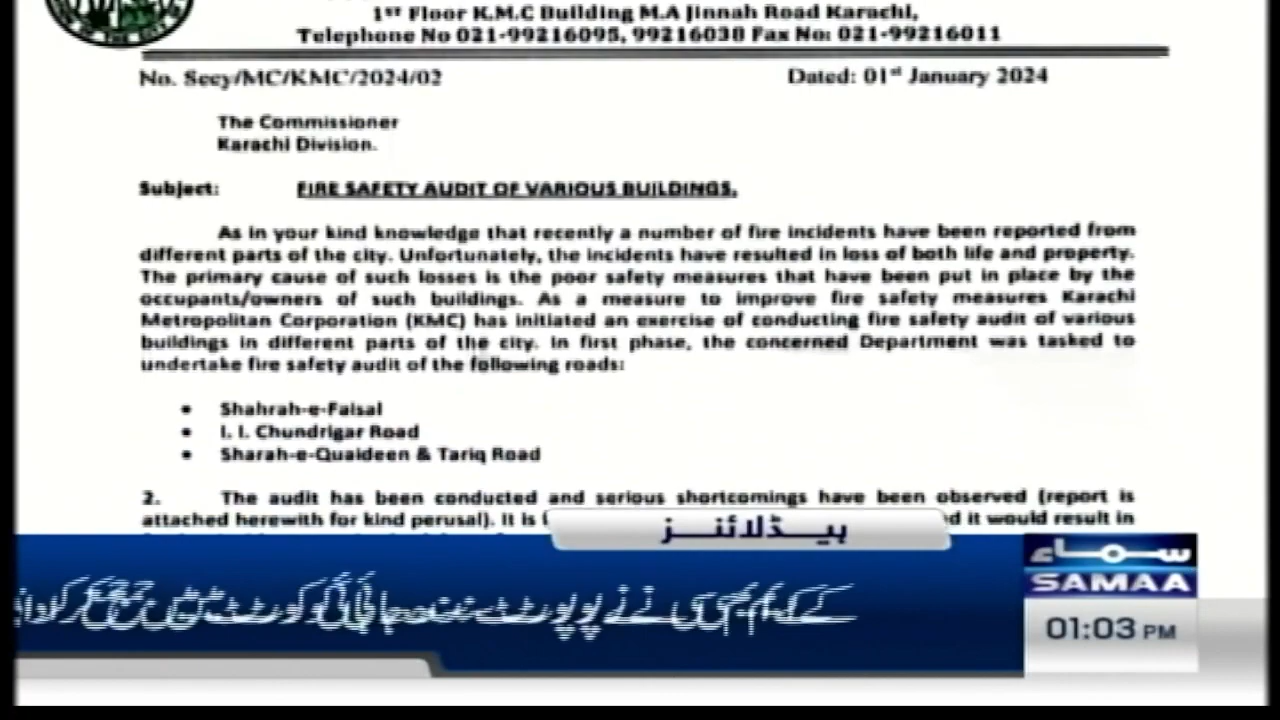 1st Floor K.M.C Building M.A Jinnah Road Karachi,
Telephone No 021-99216095, 99216038 Fax No: 021-99216011
No. Secy/MC/KMC/2024/02 Dated: 01st January 2024
The Commissioner
Karachi Division.
Subject: FIRE SAFETY AUDIT OF VARIOUS BUILDINGS.
As in your kind knowledge that recently a number of fire incidents have been reported from
different parts of the city. Unfortunately, the incidents have resulted in loss of both life and property.
The primary cause of such losses is the poor safety measures that have been put in place by the
occupants/owners of such buildings. As a measure to improve fire safety measures Karachi
Metropolitan Corporation (KMC) has initiated an exercise of conducting fire safety audit of various
buildings in different parts of the city. In first phase, the concerned Department was tasked to
undertake fire safety audit of the following roads:
• Shahrah-e-Faisal
• I. I. Chundrigar Road
• Sharah-e-Quaideen & Tariq Road
2. The audit has been conducted and serious shortcomings have been observed (report is
attached herewith for kind perusal). It is d it would result in
ہیڈلائنز
کے ایم سی نے
سماء
SAMAA
01:03 PM